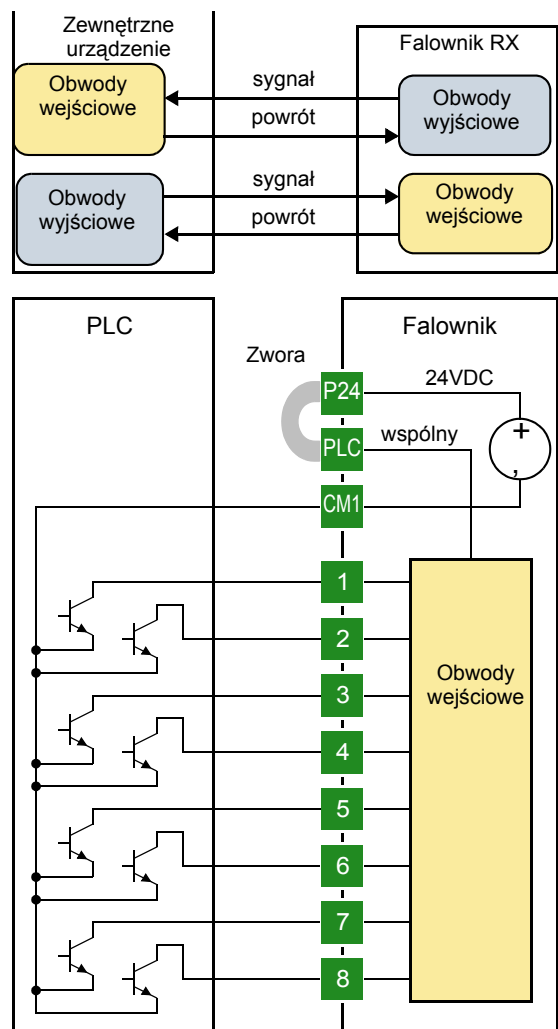 Zewnętrzne
urządzenie
Falownik RX
Obwody
wejściowe
sygnał
powrót
Obwody
wyjściowe
Obwody
wyjściowe
sygnał
powrót
Obwody
wejściowe
PLC
Falownik
Zwora
P24
24VDC
PLC
wspólny
+
,
CM1
1
2
3
Obwody
wejściowe
4
5
6
7
8